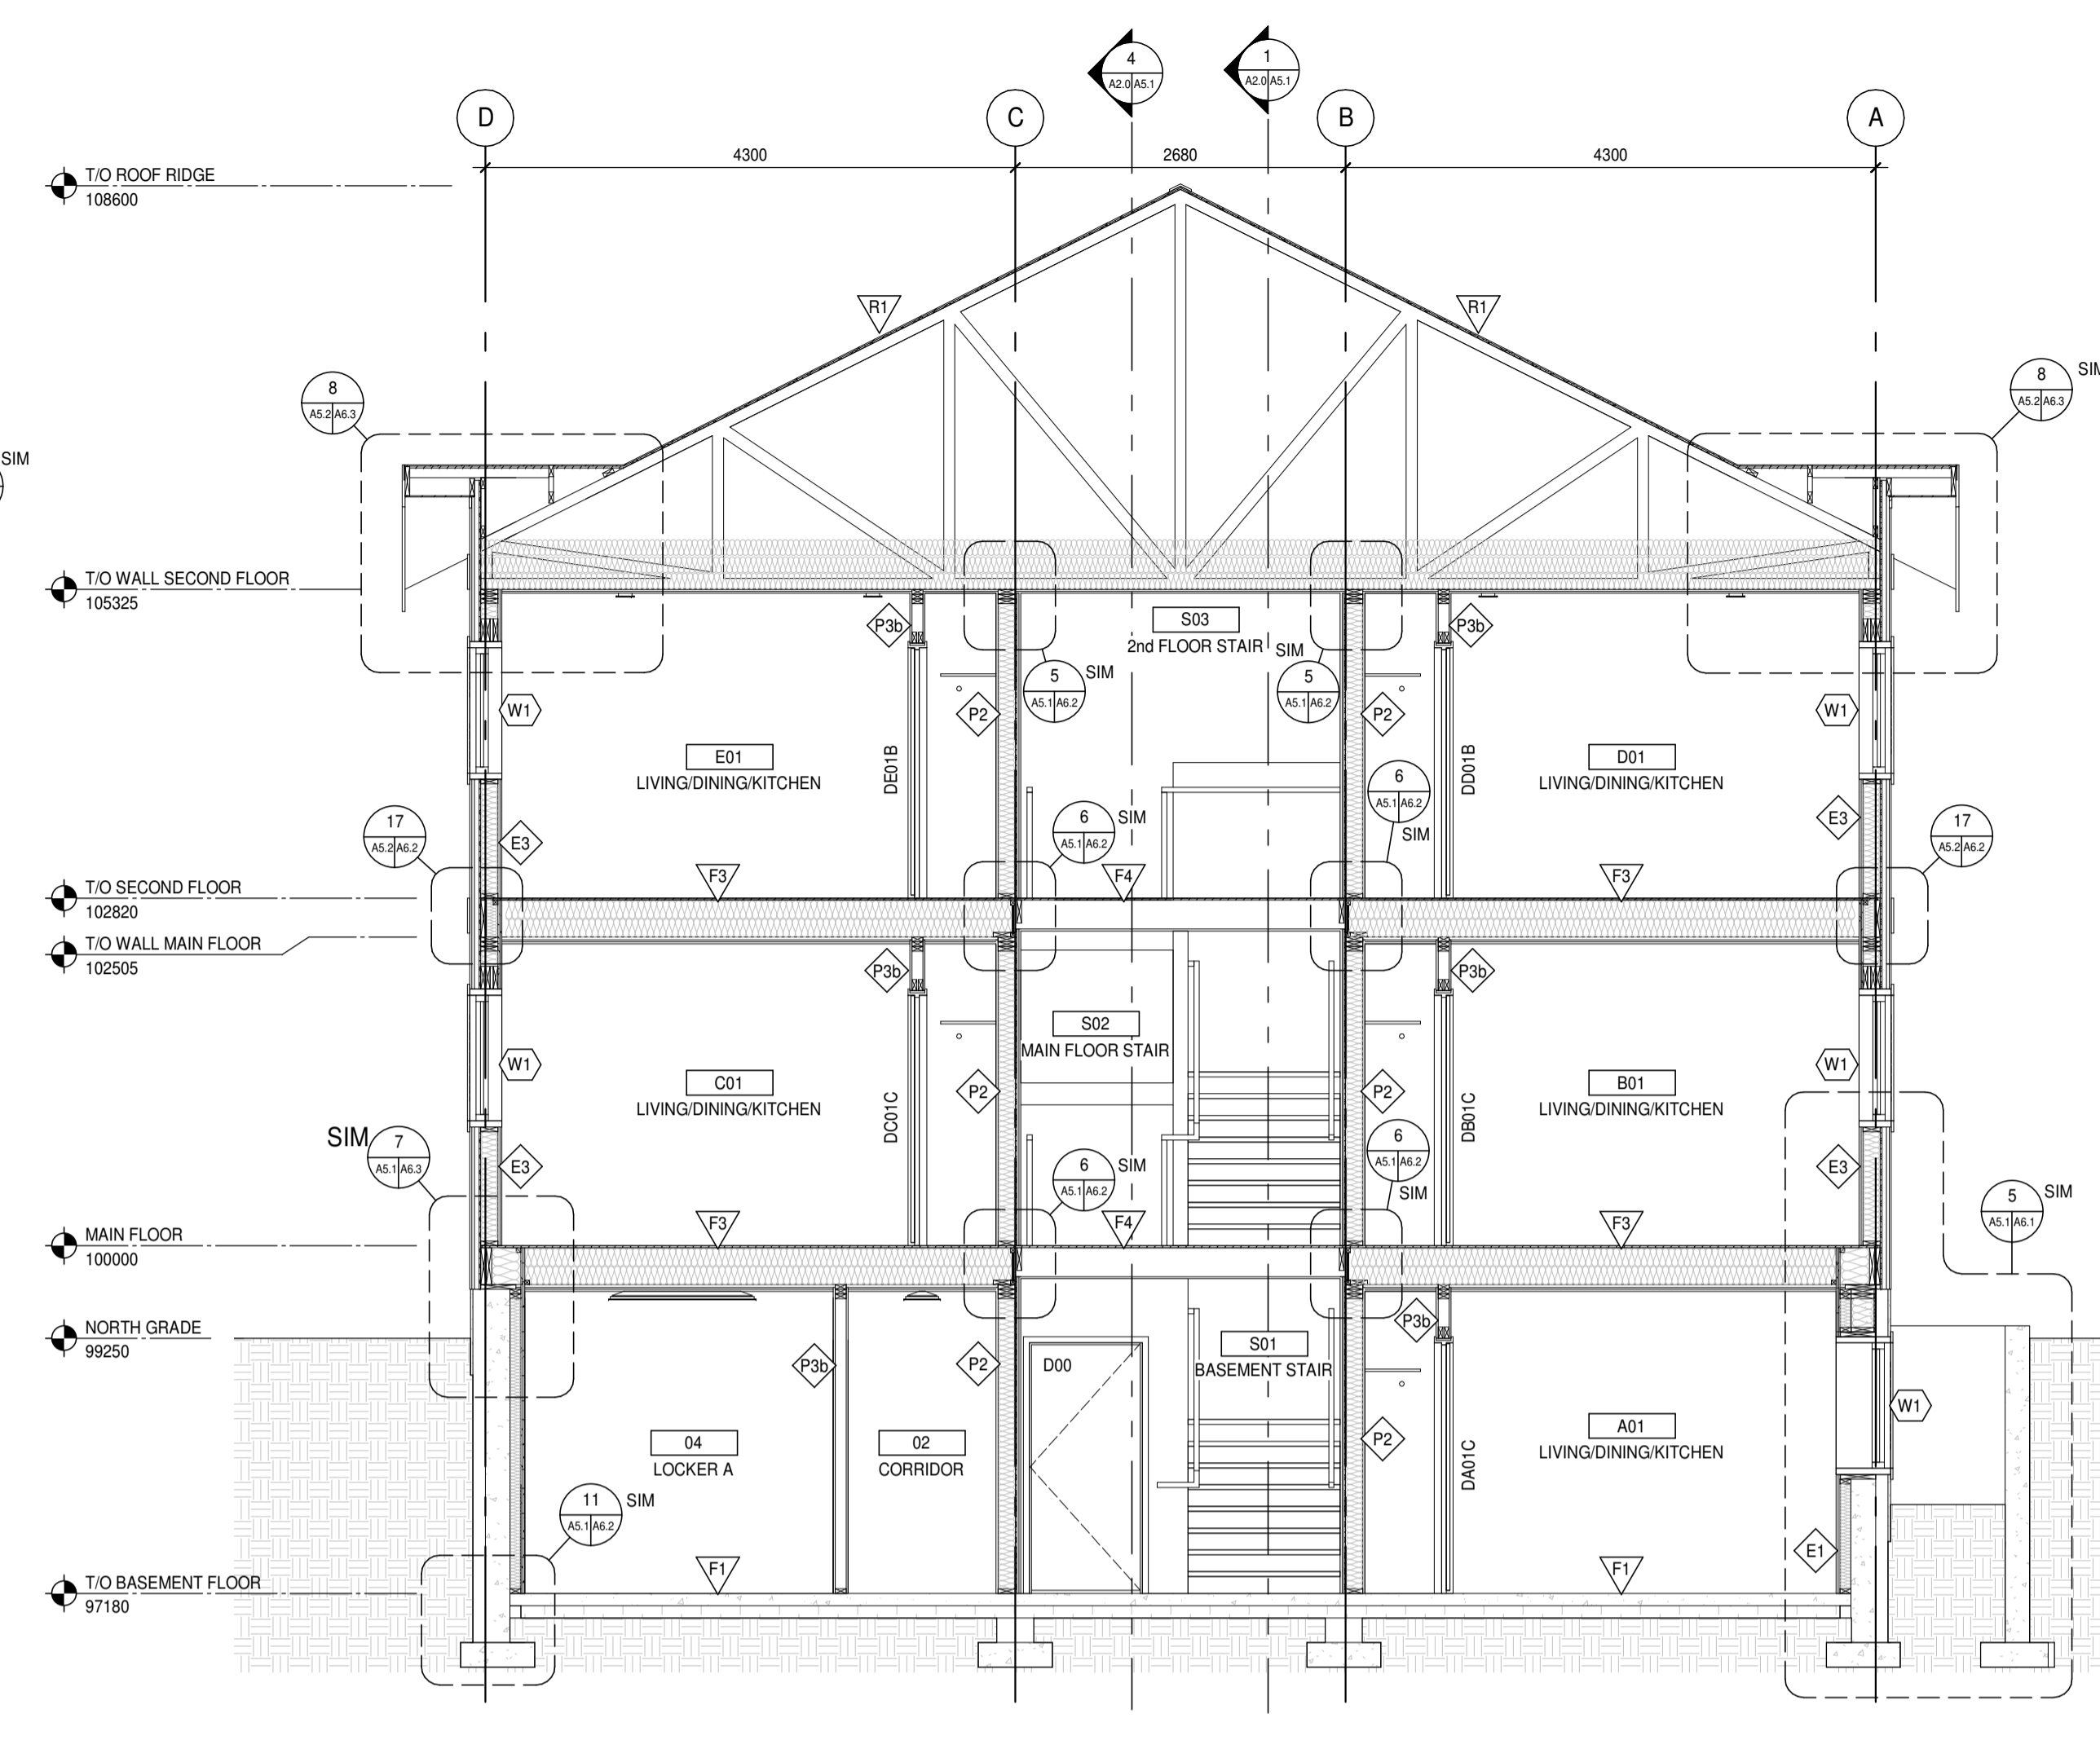 4
A2.0 A5.1
1
A2.0 A5.1
D
C
B
A
4300
2680
4300
T/O ROOF RIDGE
108600
R1
R1
8
A5.2 A6.3
8
A5.2 A6.3
SIM
T/O WALL SECOND FLOOR
105325
P3b
S03
2nd FLOOR STAIR
SIM
P3b
5
A5.1 A6.2
SIM
5
A5.1 A6.2
W1
P2
P2
W1
E01
LIVING/DINING/KITCHEN
DE01B
DD01B
D01
LIVING/DINING/KITCHEN
6
A5.1 A6.2
SIM
6
A5.1 A6.2
SIM
17
A5.2 A6.2
E3
E3
17
A5.2 A6.2
F3
F4
F3
T/O SECOND FLOOR
102820
T/O WALL MAIN FLOOR
102505
P3b
P3b
S02
MAIN FLOOR STAIR
W1
W1
C01
LIVING/DINING/KITCHEN
P2
P2
B01
LIVING/DINING/KITCHEN
DC01C
DB01C
SIM
7
A5.1 A6.3
E3
6
A5.1 A6.2
SIM
6
A5.1 A6.2
SIM
E3
5
A5.1 A6.1
SIM
F3
F4
F3
MAIN FLOOR
100000
NORTH GRADE
99250
P3b
P3b
P2
D00
S01
BASEMENT STAIR
W1
04
LOCKER A
02
CORRIDOR
P2
DA01C
A01
LIVING/DINING/KITCHEN
11
A5.1 A6.2
SIM
E1
F1
F1
T/O BASEMENT FLOOR
97180
SIM